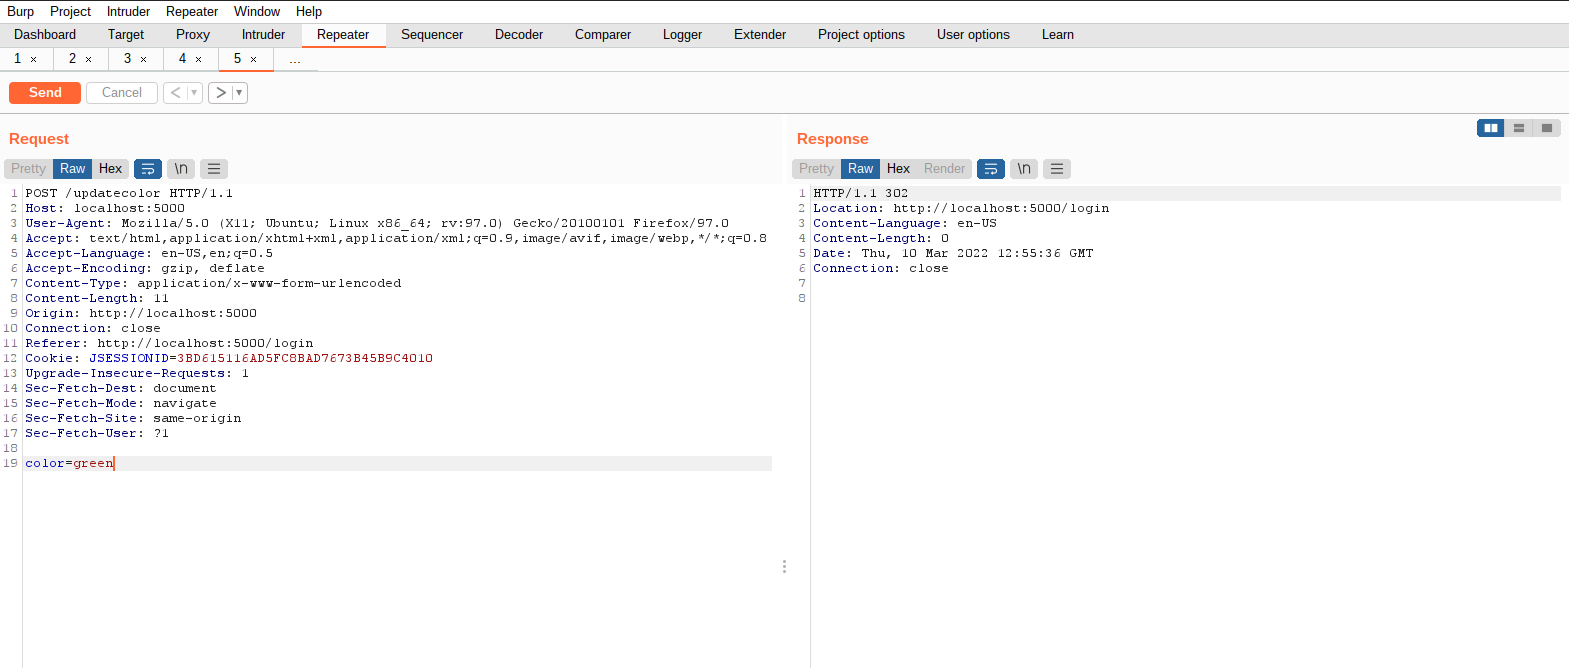 Burp Project Intruder Repeater Window Help
Dashboard Target Proxy Intruder Repeater Sequencer Decoder Comparer Logger Extender Project options User options Learn
1 × 2 × 3 × 4 × 5 × ...
Send Cancel < ▾ > ▾
Request
Pretty Raw Hex \n
1 POST /updatecolor HTTP/1.1
2 Host: localhost:5000
3 User-Agent: Mozilla/5.0 (X11; Ubuntu; Linux x86_64; rv:97.0) Gecko/20100101 Firefox/97.0
4 Accept: text/html,application/xhtml+xml,application/xml;q=0.9,image/avif,image/webp,*/*;q=0.8
5 Accept-Language: en-US,en;q=0.5
6 Accept-Encoding: gzip, deflate
7 Content-Type: application/x-www-form-urlencoded
8 Content-Length: 11
9 Origin: http://localhost:5000
10 Connection: close
11 Referer: http://localhost:5000/login
12 Cookie: JSESSIONID=3BD615116AD5FC8BAD7673B45B9C4010
13 Upgrade-Insecure-Requests: 1
14 Sec-Fetch-Dest: document
15 Sec-Fetch-Mode: navigate
16 Sec-Fetch-Site: same-origin
17 Sec-Fetch-User: ?1
18
19 color=green
Response
Pretty Raw Hex Render \n
1 HTTP/1.1 302
2 Location: http://localhost:5000/login
3 Content-Language: en-US
4 Content-Length: 0
5 Date: Thu, 10 Mar 2022 12:55:36 GMT
6 Connection: close
7
8